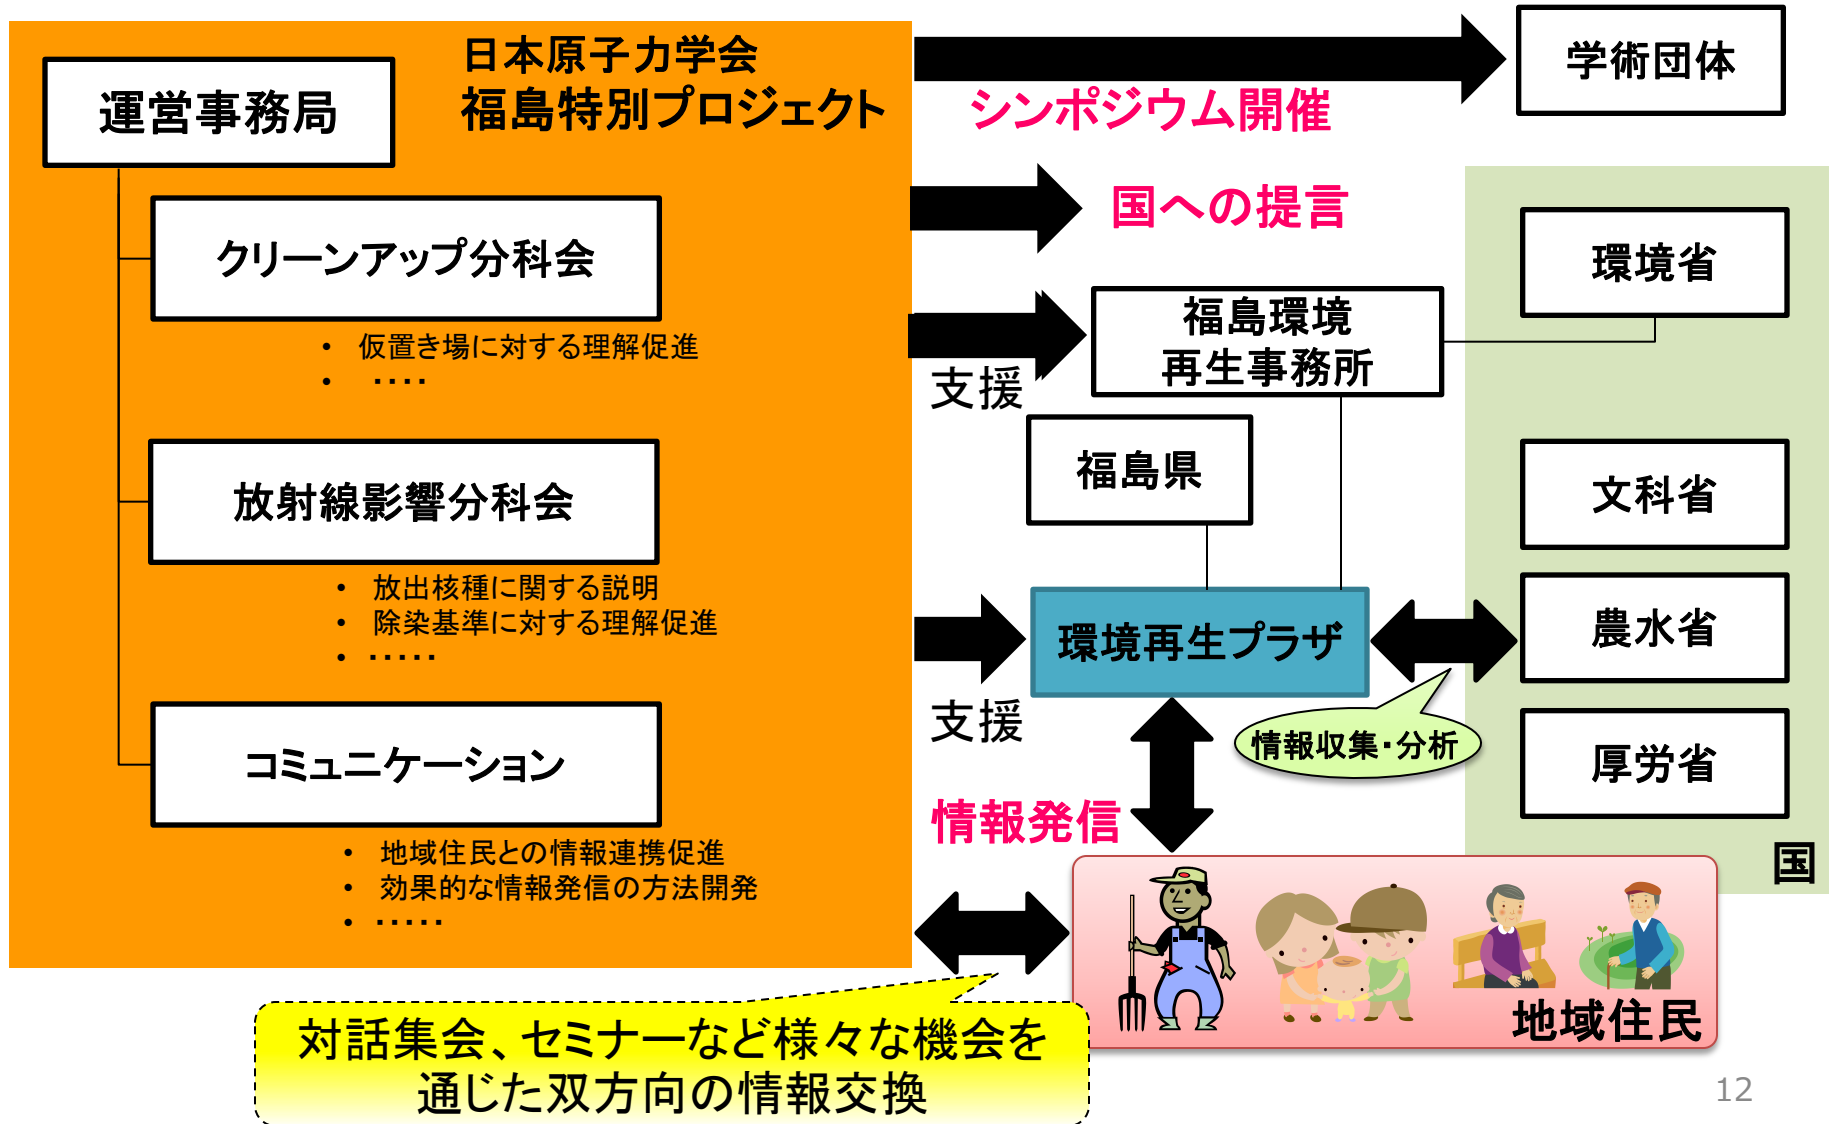 日本原子力学会
福島特別プロジェクト
運営事務局
クリーンアップ分科会
• 仮置き場に対する理解促進
• ・・・・
放射線影響分科会
• 放出核種に関する説明
• 除染基準に対する理解促進
• ・・・・・
コミュニケーション
• 地域住民との情報連携促進
• 効果的な情報発信の方法開発
• ・・・・・
シンポジウム開催
学術団体
国への提言
支援
福島環境
再生事務所
福島県
支援
環境再生プラザ
情報収集・分析
情報発信
環境省
文科省
農水省
厚労省
国
地域住民
対話集会、セミナーなど様々な機会を
通じた双方向の情報交換
12